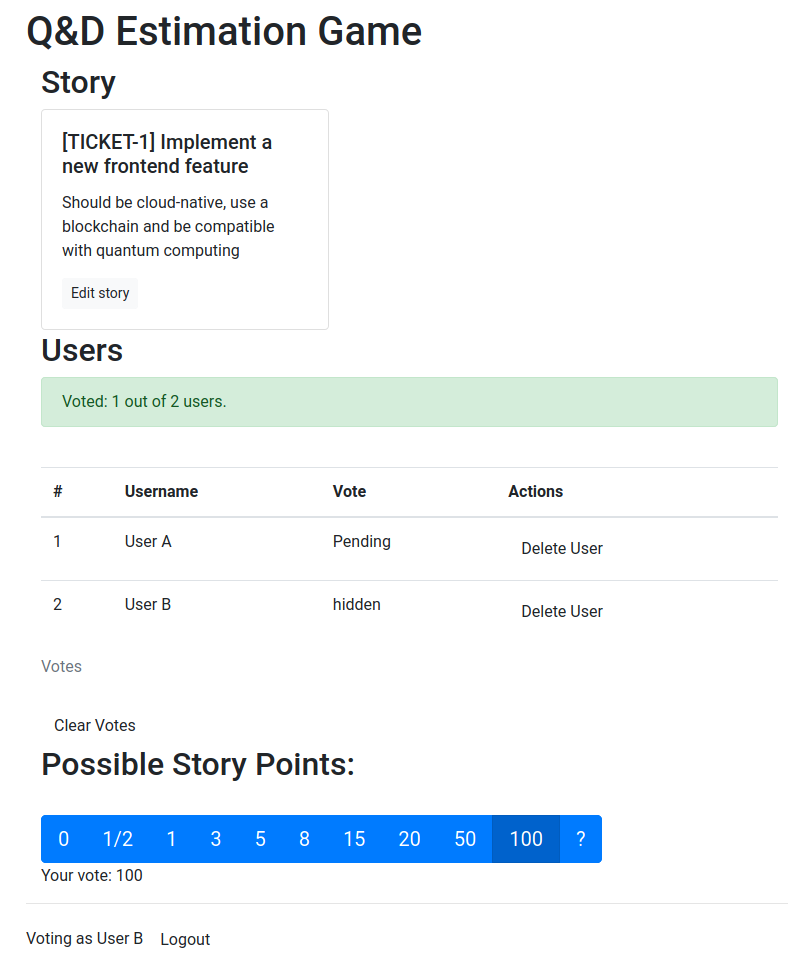 Q&D Estimation Game
Story
[TICKET-1] Implement a
new frontend feature
Should be cloud-native, use a
blockchain and be compatible
with quantum computing
Edit story
Users
Voted: 1 out of 2 users.
# Username Vote Actions
1 User A Pending Delete User
2 User B hidden Delete User
Votes
Clear Votes
Possible Story Points:
0 1/2 1 3 5 8 15 20 50 100 ?
Your vote: 100
Voting as User B Logout